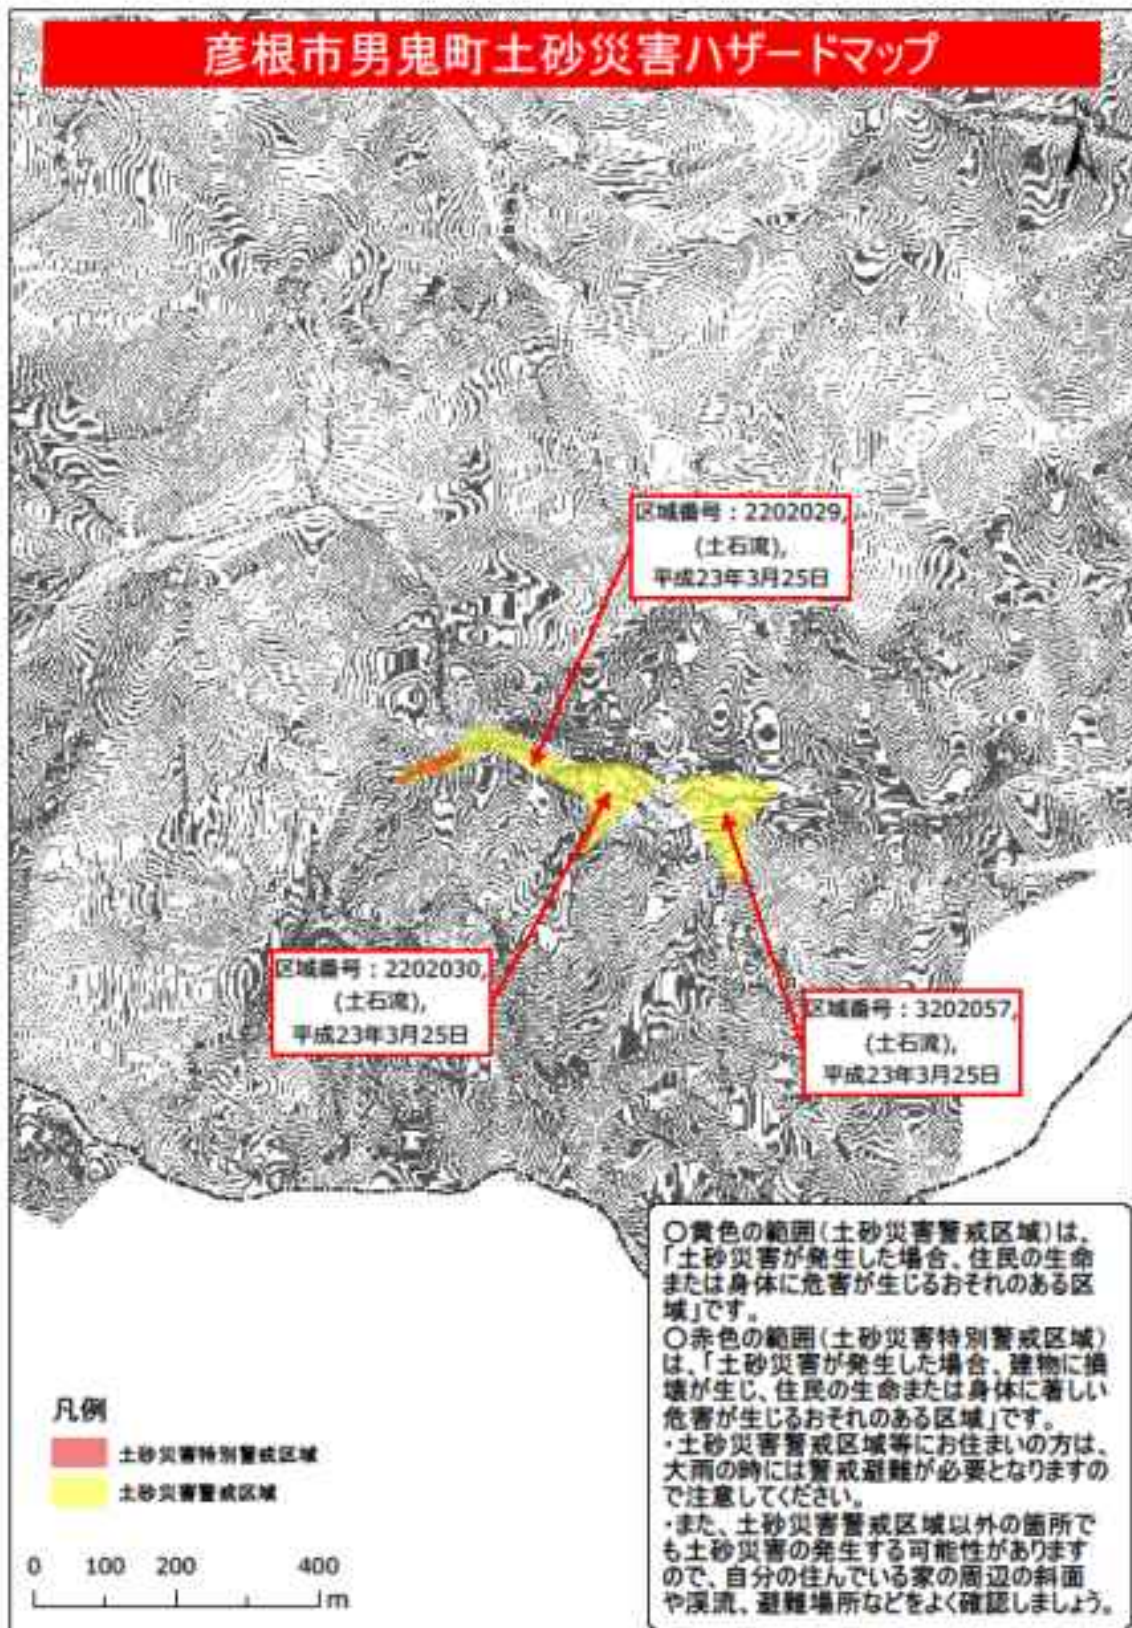 彦根市男鬼町土砂災害ハザードマップ
区域番号：2202029,
(土石流),
平成23年3月25日
区域番号：2202030,
(土石流),
平成23年3月25日
区域番号：3202057,
(土石流),
平成23年3月25日
○黄色の範囲(土砂災害警戒区域)は、
「土砂災害が発生した場合、住民の生命
または身体に危害が生じるおそれのある区
域」です。
○赤色の範囲(土砂災害特別警戒区域)
は、「土砂災害が発生した場合、建物に損
壊が生じ、住民の生命または身体に著しい
危害が生じるおそれのある区域」です。
・土砂災害警戒区域等にお住まいの方は、
大雨の時には警戒避難が必要となりますの
で注意してください。
・また、土砂災害警戒区域以外の箇所で
も土砂災害の発生する可能性があります
ので、自分の住んでいる家の周辺の斜面
や渓流、避難場所などをよく確認しましょう。
凡例
土砂災害特別警戒区域
土砂災害警戒区域
0 100 200 400
m